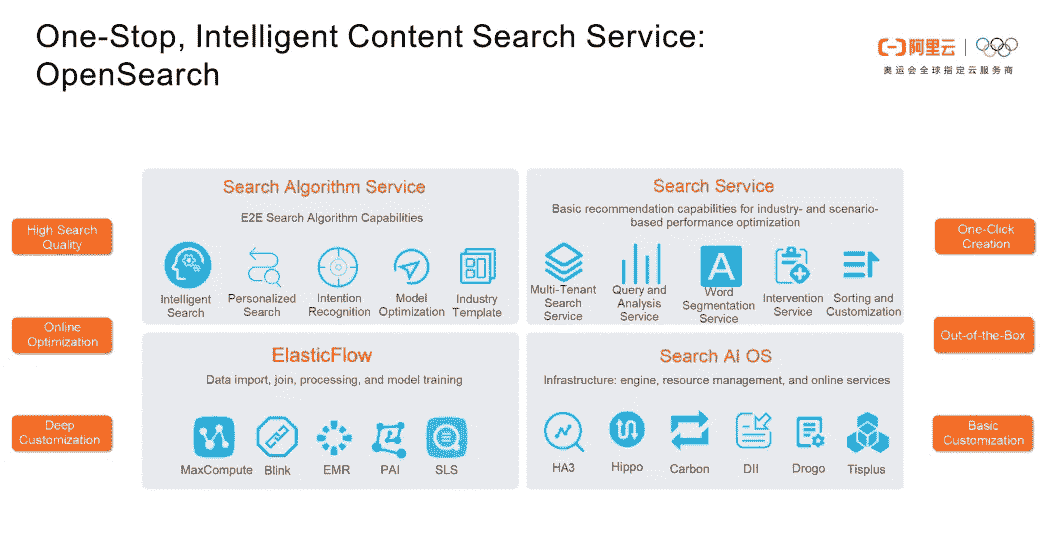 One-Stop, Intelligent Content Search Service:
OpenSearch
阿里云
奥运会全球指定云服务商
High Search
Quality
Online
Optimization
Deep
Customization
Search Algorithm Service
E2E Search Algorithm Capabilities
Intelligent
Search
Personalized
Search
Intention
Recognition
Model
Optimization
Industry
Template
Search Service
Basic recommendation capabilities for industry- and scenario-
based performance optimization
Multi-Tenant
Search
Service
Query and
Analysis
Service
A
Word
Segmentation
Service
Intervention
Service
Sorting and
Customization
ElasticFlow
Data import, join, processing, and model training
MaxCompute
Blink
EMR
PAI
SLS
Search AI OS
Infrastructure: engine, resource management, and online services
HA3
Hippo
Carbon
DII
Drogo
Tisplus
One-Click
Creation
Out-of-the-Box
Basic
Customization